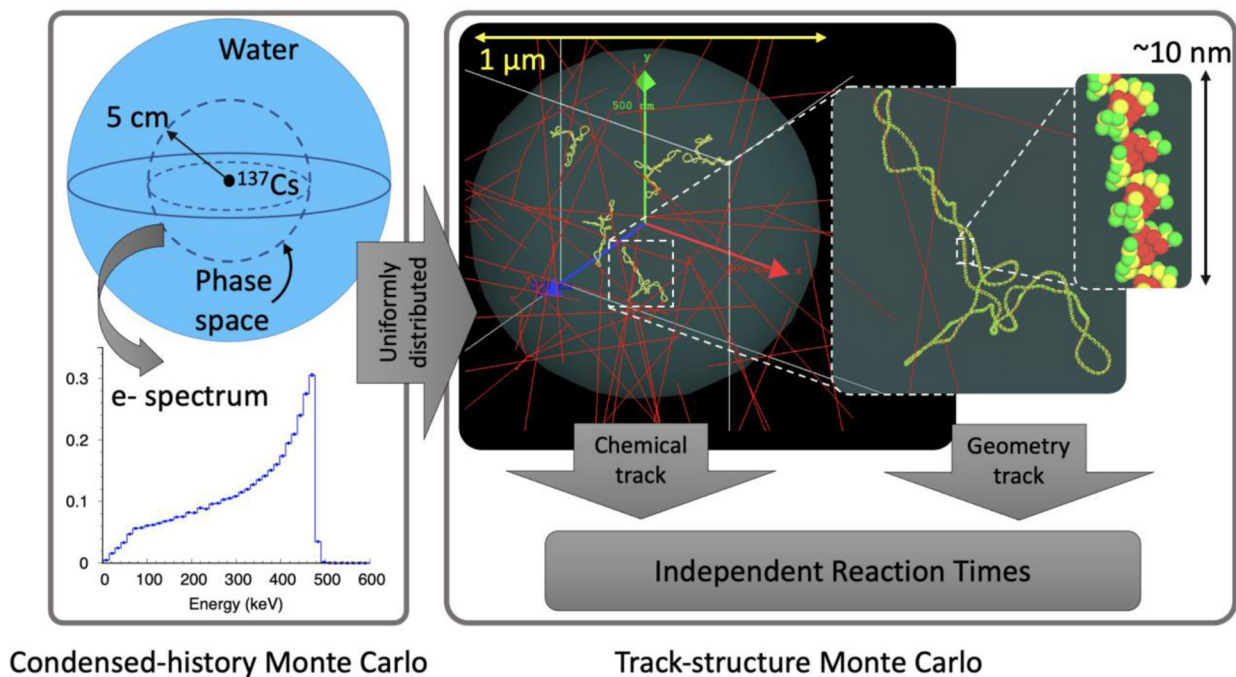 Water
5 cm
¹³⁷Cs
Phase
space
e- spectrum
0.3
0.2
0.1
0
0 100 200 300 400 500 600
Energy (keV)
Condensed-history Monte Carlo
Uniformly
distributed
1 μm
y
500 nm
x
~10 nm
Chemical
track
Geometry
track
Independent Reaction Times
Track-structure Monte Carlo